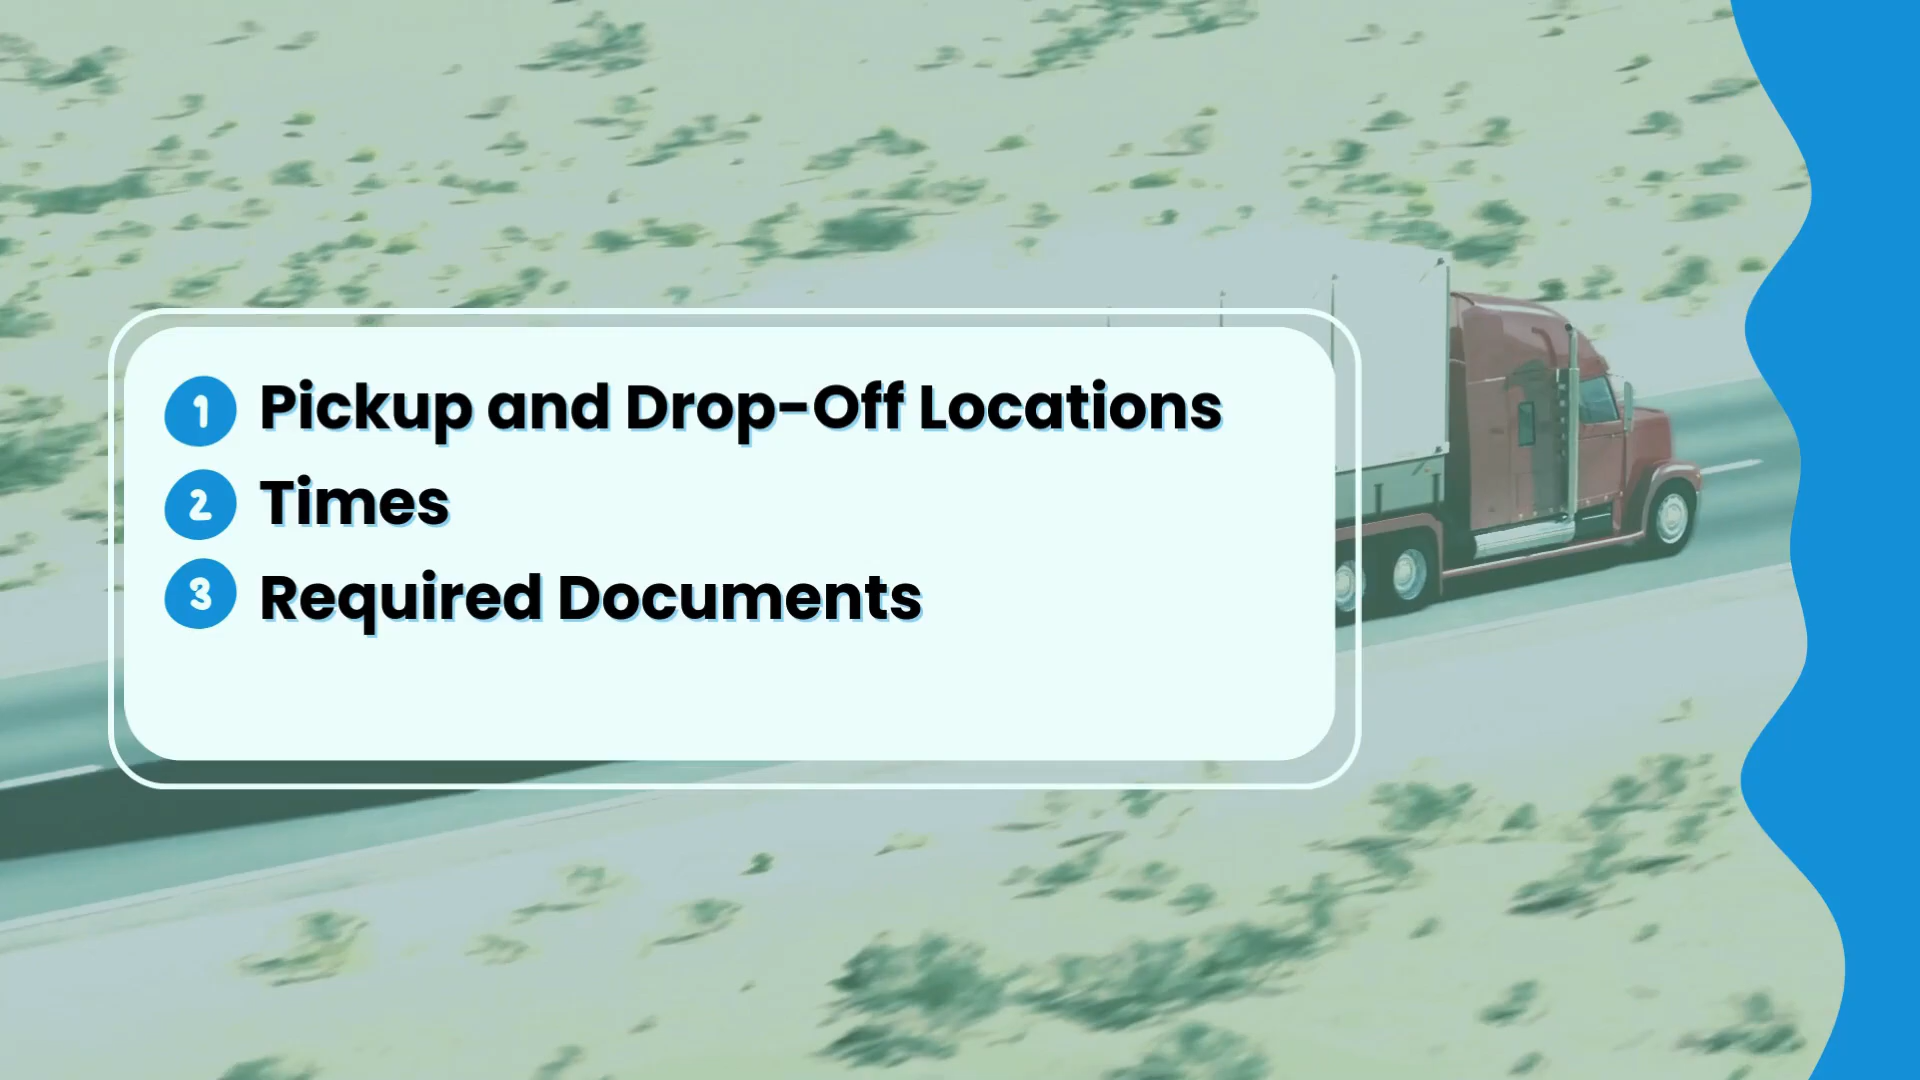 1 Pickup and Drop-Off Locations
2 Times
3 Required Documents